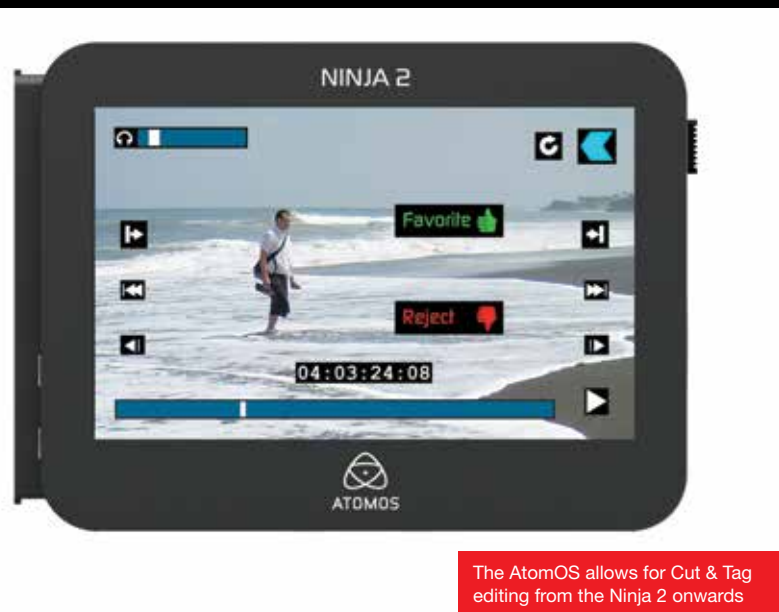 NINJA 2
Favorite
Reject
04:03:24:08
ATOMOS
The AtomOS allows for Cut & Tag
editing from the Ninja 2 onwards